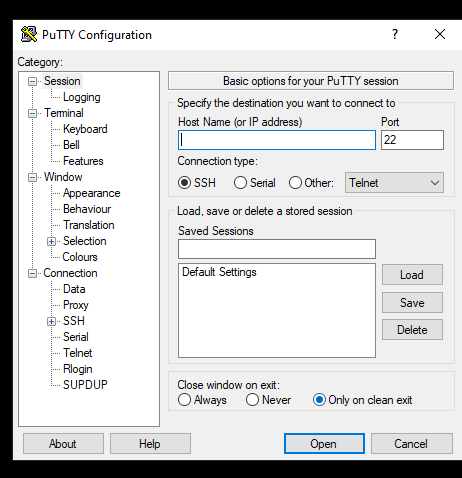 PuTTY Configuration
Category:
Session
Logging
Terminal
Keyboard
Bell
Features
Window
Appearance
Behaviour
Translation
Selection
Colours
Connection
Data
Proxy
SSH
Serial
Telnet
Rlogin
SUPDUP
Basic options for your PuTTY session
Specify the destination you want to connect to
Host Name (or IP address) Port
22
Connection type:
SSH Serial Other: Telnet
Load, save or delete a stored session
Saved Sessions
Default Settings
Load
Save
Delete
Close window on exit:
Always Never Only on clean exit
About Help Open Cancel